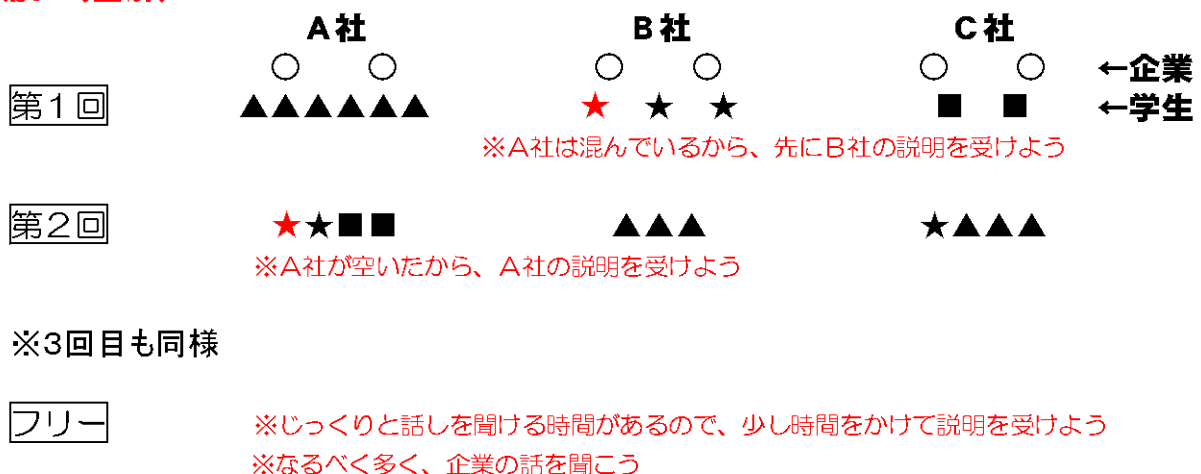 A社 B社 C社
←企業
第1回 ←学生
※A社は混んでいるから、先にB社の説明を受けよう
第2回
※A社が空いたから、A社の説明を受けよう
※3回目も同様
フリー ※じっくりと話しを聞ける時間があるので、少し時間をかけて説明を受けよう
※なるべく多く、企業の話を聞こう